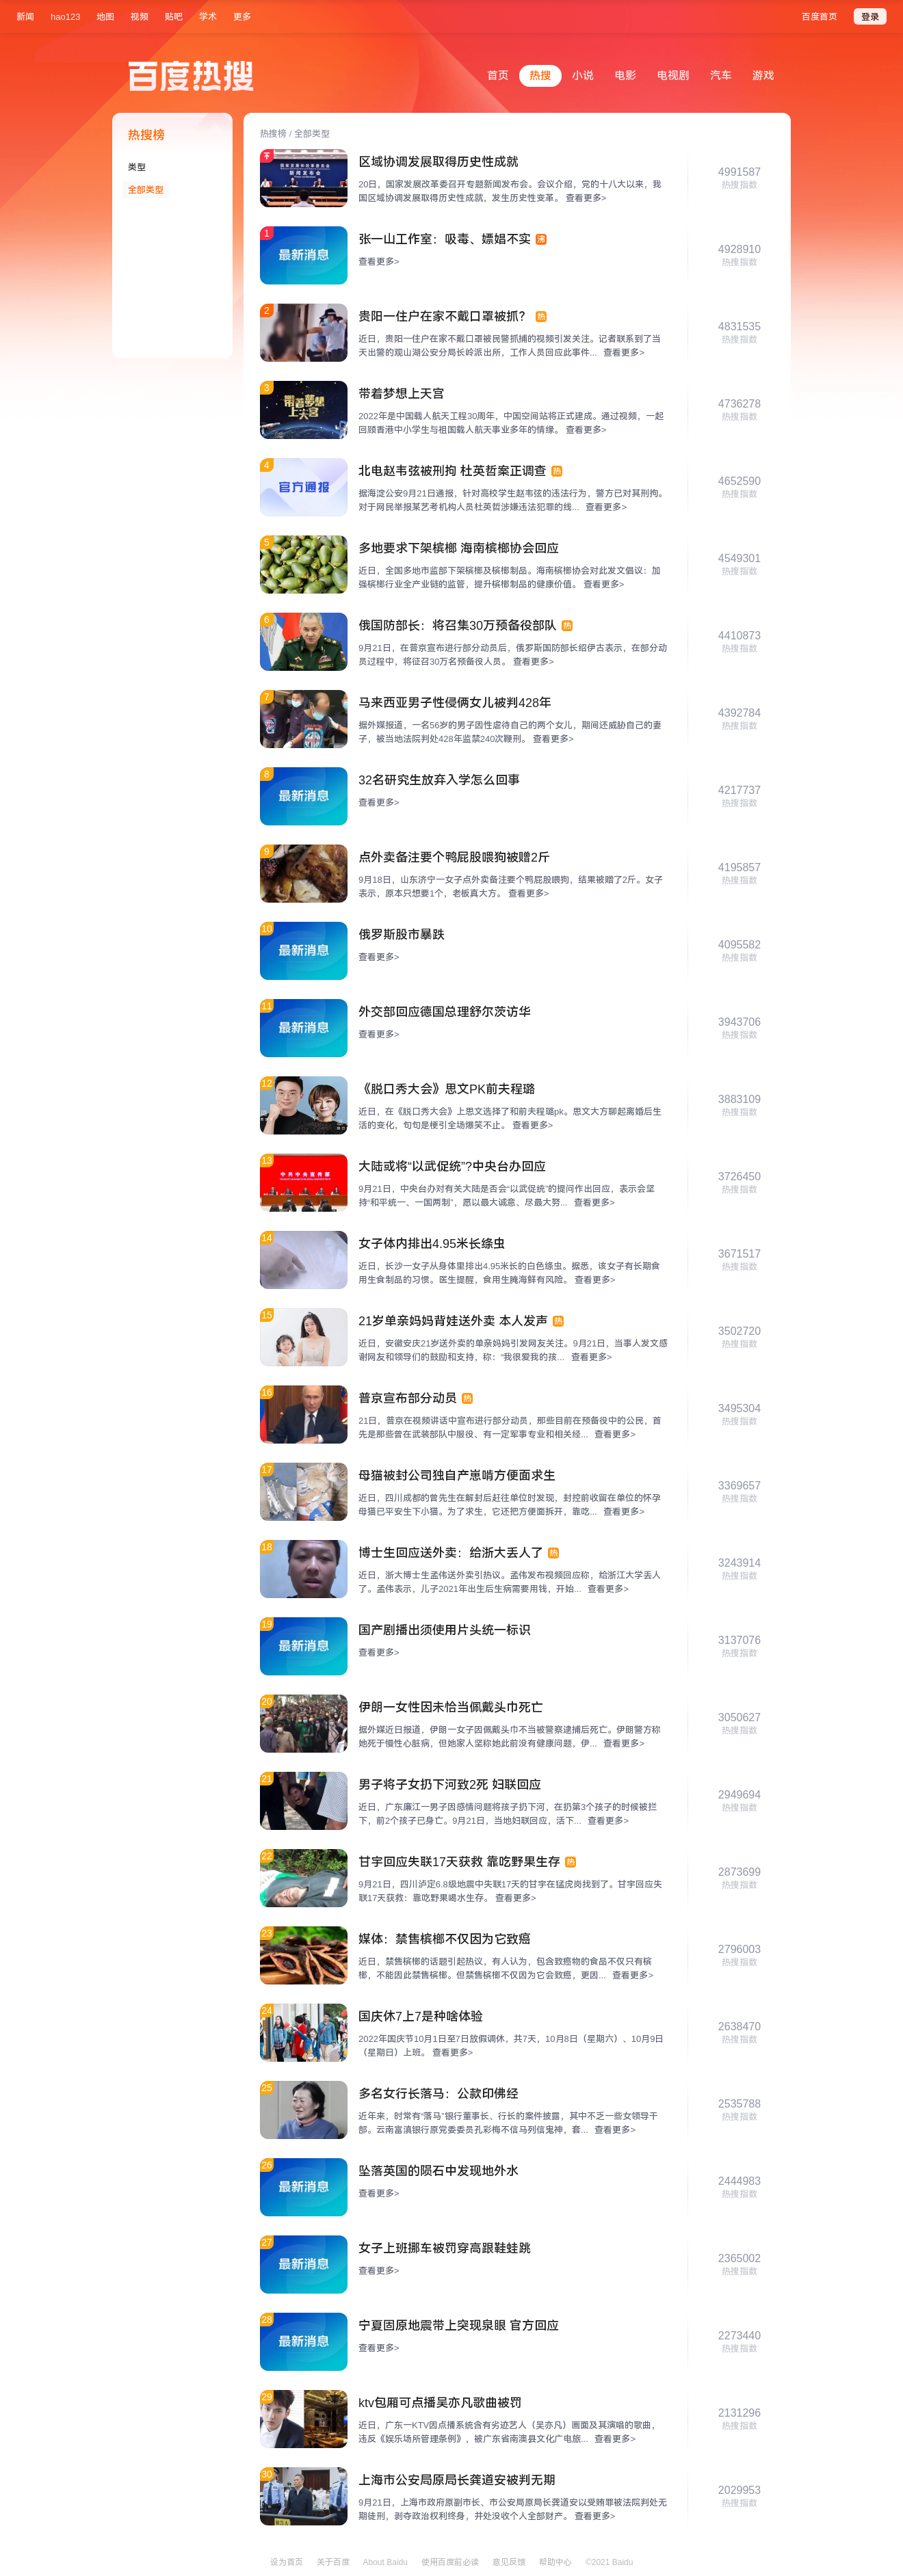 新闻 hao123 地图 视频 贴吧 学术 更多 百度首页 登录
百度热搜
首页 热搜 小说 电影 电视剧 汽车 游戏
热搜榜
类型
全部类型
热搜榜 / 全部类型
新闻发布会
区域协调发展取得历史性成就
20日，国家发展改革委召开专题新闻发布会。会议介绍，党的十八大以来，我
国区域协调发展取得历史性成就，发生历史性变革。 查看更多>
4991587
热搜指数
1
最新消息
张一山工作室：吸毒、嫖娼不实 沸
查看更多>
4928910
热搜指数
2
贵阳一住户在家不戴口罩被抓？ 热
近日，贵阳一住户在家不戴口罩被民警抓捕的视频引发关注。记者联系到了当
天出警的观山湖公安分局长岭派出所，工作人员回应此事件... 查看更多>
4831535
热搜指数
3
带着梦想上天宫
带着梦想上天宫
2022年是中国载人航天工程30周年，中国空间站将正式建成。通过视频，一起
回顾香港中小学生与祖国载人航天事业多年的情缘。 查看更多>
4736278
热搜指数
4
官方通报
北电赵韦弦被刑拘 杜英哲案正调查 热
据海淀公安9月21日通报，针对高校学生赵韦弦的违法行为，警方已对其刑拘。
对于网民举报某艺考机构人员杜英哲涉嫌违法犯罪的线... 查看更多>
4652590
热搜指数
5
多地要求下架槟榔 海南槟榔协会回应
近日，全国多地市监部下架槟榔及槟榔制品。海南槟榔协会对此发文倡议：加
强槟榔行业全产业链的监管，提升槟榔制品的健康价值。 查看更多>
4549301
热搜指数
6
俄国防部长：将召集30万预备役部队 热
9月21日，在普京宣布进行部分动员后，俄罗斯国防部长绍伊古表示，在部分动
员过程中，将征召30万名预备役人员。 查看更多>
4410873
热搜指数
7
马来西亚男子性侵俩女儿被判428年
据外媒报道，一名56岁的男子因性虐待自己的两个女儿，期间还威胁自己的妻
子，被当地法院判处428年监禁240次鞭刑。 查看更多>
4392784
热搜指数
8
最新消息
32名研究生放弃入学怎么回事
查看更多>
4217737
热搜指数
9
点外卖备注要个鸭屁股喂狗被赠2斤
9月18日，山东济宁一女子点外卖备注要个鸭屁股喂狗，结果被赠了2斤。女子
表示，原本只想要1个，老板真大方。 查看更多>
4195857
热搜指数
10
最新消息
俄罗斯股市暴跌
查看更多>
4095582
热搜指数
11
最新消息
外交部回应德国总理舒尔茨访华
查看更多>
3943706
热搜指数
12
《脱口秀大会》思文PK前夫程璐
近日，在《脱口秀大会》上思文选择了和前夫程璐pk。思文大方聊起离婚后生
活的变化，句句是梗引全场爆笑不止。 查看更多>
3883109
热搜指数
13
中共中央宣传部
大陆或将“以武促统”?中央台办回应
9月21日，中央台办对有关大陆是否会“以武促统”的提问作出回应，表示会坚
持“和平统一、一国两制”，愿以最大诚意、尽最大努... 查看更多>
3726450
热搜指数
14
女子体内排出4.95米长绦虫
近日，长沙一女子从身体里排出4.95米长的白色绦虫。据悉，该女子有长期食
用生食制品的习惯。医生提醒，食用生腌海鲜有风险。 查看更多>
3671517
热搜指数
15
21岁单亲妈妈背娃送外卖 本人发声 热
近日，安徽安庆21岁送外卖的单亲妈妈引发网友关注。9月21日，当事人发文感
谢网友和领导们的鼓励和支持，称：“我很爱我的孩... 查看更多>
3502720
热搜指数
16
普京宣布部分动员 热
21日，普京在视频讲话中宣布进行部分动员，那些目前在预备役中的公民，首
先是那些曾在武装部队中服役、有一定军事专业和相关经... 查看更多>
3495304
热搜指数
17
母猫被封公司独自产崽啃方便面求生
近日，四川成都的曾先生在解封后赶往单位时发现，封控前收留在单位的怀孕
母猫已平安生下小猫。为了求生，它还把方便面拆开，靠吃... 查看更多>
3369657
热搜指数
18
博士生回应送外卖：给浙大丢人了 热
近日，浙大博士生孟伟送外卖引热议。孟伟发布视频回应称，给浙江大学丢人
了。孟伟表示，儿子2021年出生后生病需要用钱，开始... 查看更多>
3243914
热搜指数
19
最新消息
国产剧播出须使用片头统一标识
查看更多>
3137076
热搜指数
20
伊朗一女性因未恰当佩戴头巾死亡
据外媒近日报道，伊朗一女子因佩戴头巾不当被警察逮捕后死亡。伊朗警方称
她死于慢性心脏病，但她家人坚称她此前没有健康问题，伊... 查看更多>
3050627
热搜指数
21
男子将子女扔下河致2死 妇联回应
近日，广东廉江一男子因感情问题将孩子扔下河，在扔第3个孩子的时候被拦
下，前2个孩子已身亡。9月21日，当地妇联回应，活下... 查看更多>
2949694
热搜指数
22
甘宇回应失联17天获救 靠吃野果生存 热
9月21日，四川泸定6.8级地震中失联17天的甘宇在猛虎岗找到了。甘宇回应失
联17天获救：靠吃野果喝水生存。 查看更多>
2873699
热搜指数
23
媒体：禁售槟榔不仅因为它致癌
近日，禁售槟榔的话题引起热议，有人认为，包含致癌物的食品不仅只有槟
榔，不能因此禁售槟榔。但禁售槟榔不仅因为它会致癌，更因... 查看更多>
2796003
热搜指数
24
国庆休7上7是种啥体验
2022年国庆节10月1日至7日放假调休，共7天，10月8日（星期六）、10月9日
（星期日）上班。 查看更多>
2638470
热搜指数
25
多名女行长落马：公款印佛经
近年来，时常有“落马”银行董事长、行长的案件披露，其中不乏一些女领导干
部。云南富滇银行原党委委员孔彩梅不信马列信鬼神，套... 查看更多>
2535788
热搜指数
26
最新消息
坠落英国的陨石中发现地外水
查看更多>
2444983
热搜指数
27
最新消息
女子上班挪车被罚穿高跟鞋蛙跳
查看更多>
2365002
热搜指数
28
最新消息
宁夏固原地震带上突现泉眼 官方回应
查看更多>
2273440
热搜指数
29
ktv包厢可点播吴亦凡歌曲被罚
近日，广东一KTV因点播系统含有劣迹艺人（吴亦凡）画面及其演唱的歌曲，
违反《娱乐场所管理条例》，被广东省南澳县文化广电旅... 查看更多>
2131296
热搜指数
30
上海市公安局原局长龚道安被判无期
9月21日，上海市政府原副市长、市公安局原局长龚道安以受贿罪被法院判处无
期徒刑，剥夺政治权利终身，并处没收个人全部财产。 查看更多>
2029953
热搜指数
设为首页 关于百度 About Baidu 使用百度前必读 意见反馈 帮助中心 ©2021 Baidu